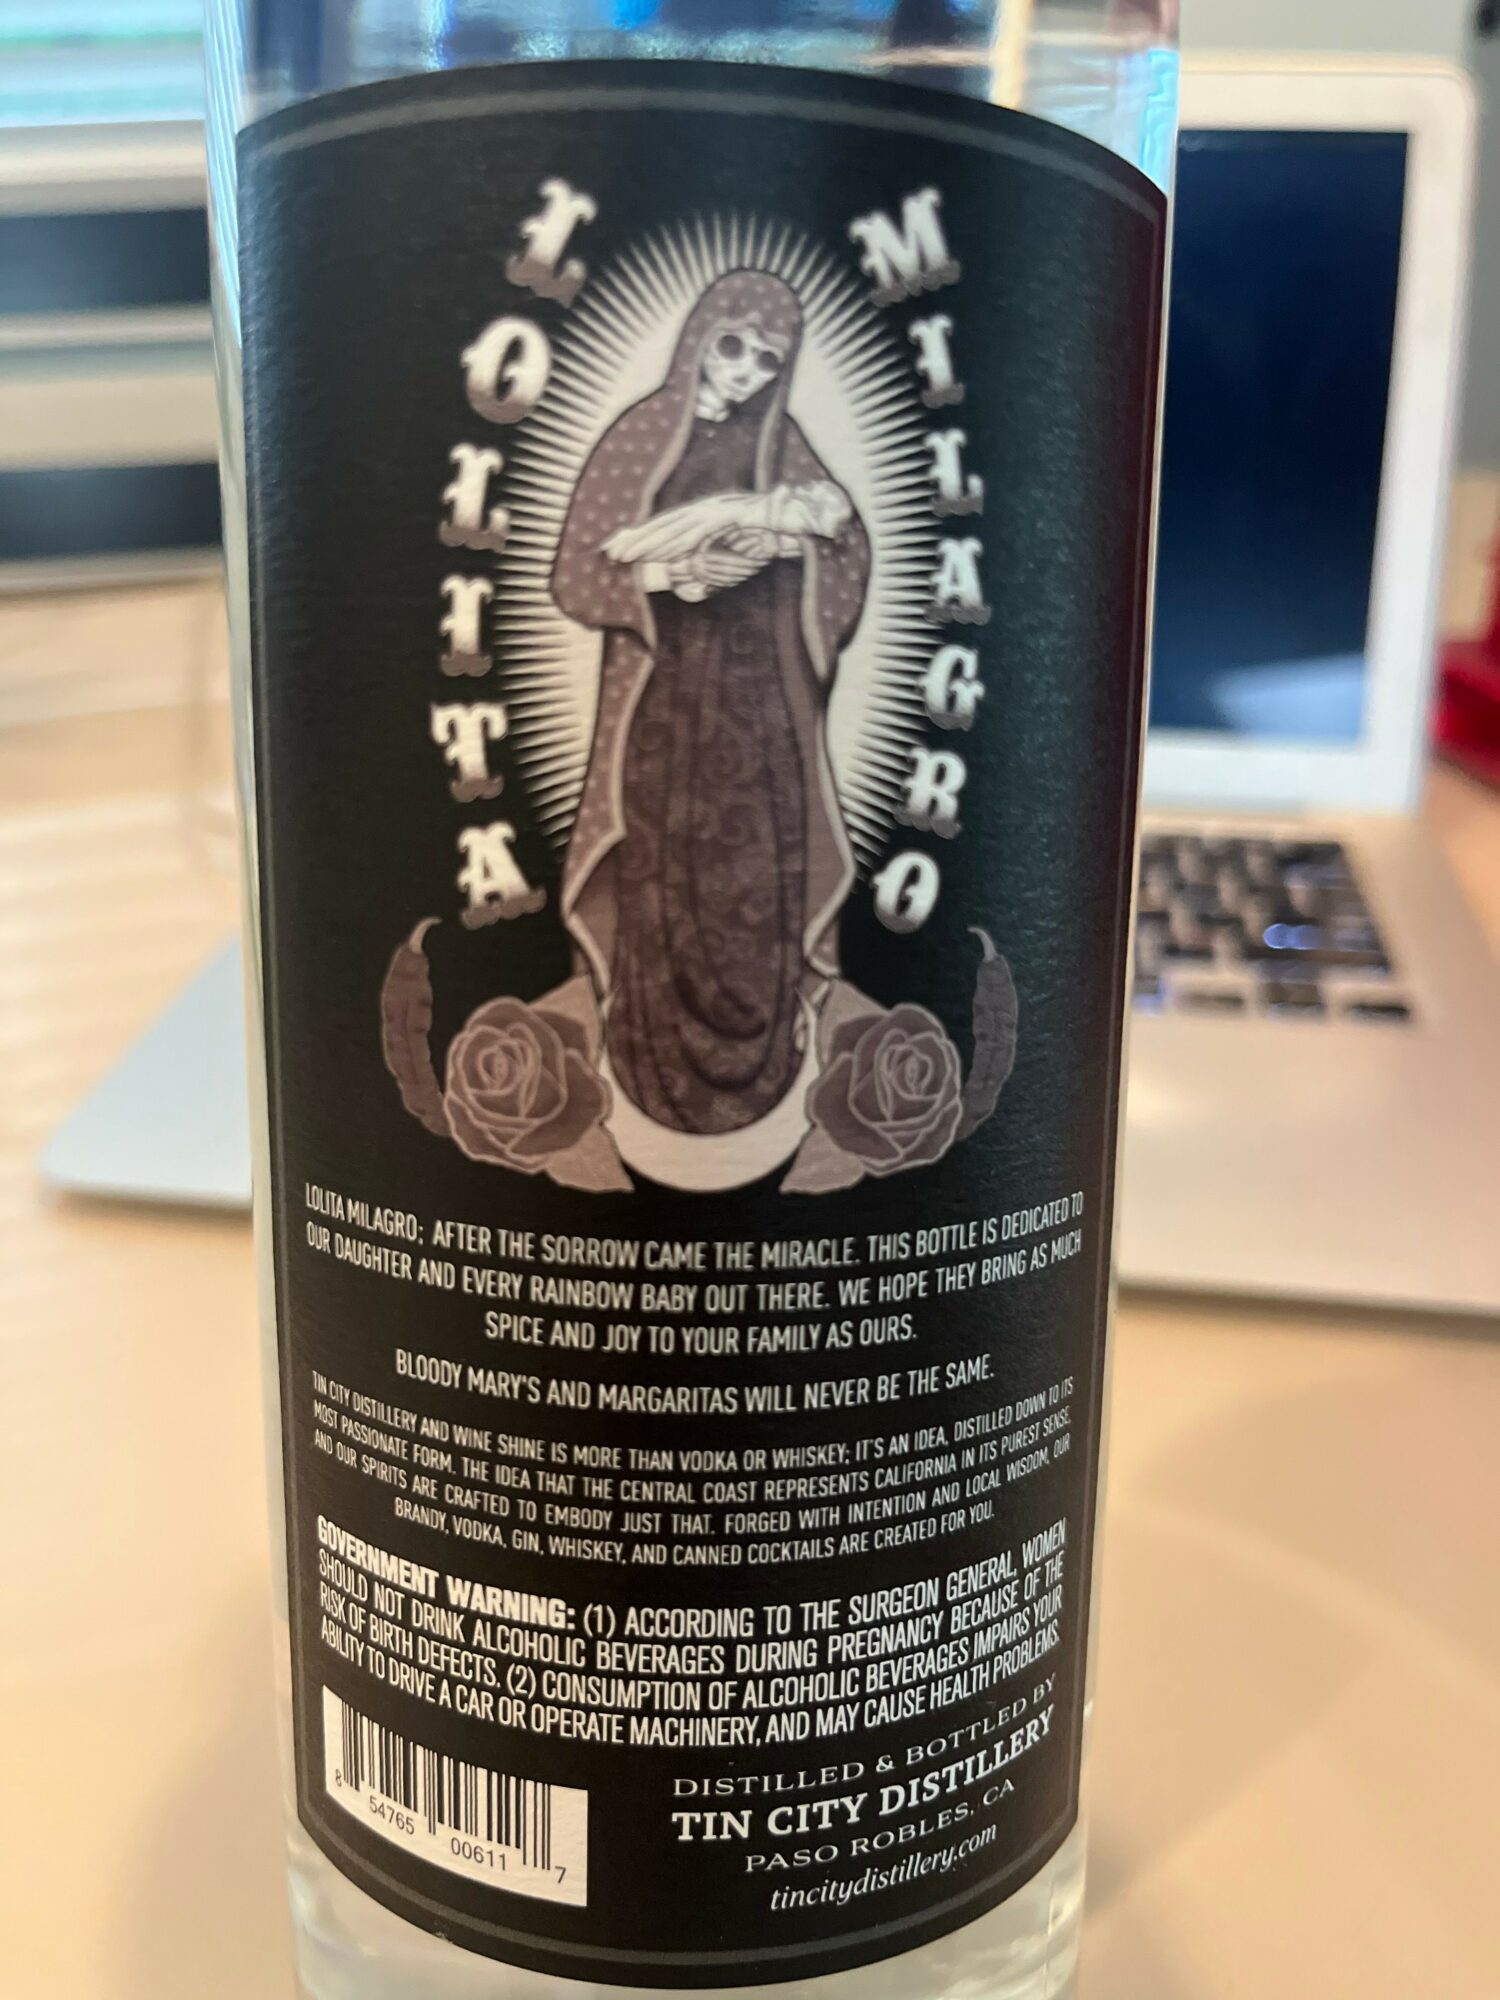 LOLITA
MILAGRO
LOLITA MILAGRO: AFTER THE SORROW CAME THE MIRACLE. THIS BOTTLE IS DEDICATED TO
OUR DAUGHTER AND EVERY RAINBOW BABY OUT THERE. WE HOPE THEY BRING AS MUCH
SPICE AND JOY TO YOUR FAMILY AS OURS.
BLOODY MARY'S AND MARGARITAS WILL NEVER BE THE SAME.
TIN CITY DISTILLERY AND WINE SHINE IS MORE THAN VODKA OR WHISKEY; IT'S AN IDEA, DISTILLED DOWN TO ITS
MOST PASSIONATE FORM. THE IDEA THAT THE CENTRAL COAST REPRESENTS CALIFORNIA IN ITS PUREST SENSE,
AND OUR SPIRITS ARE CRAFTED TO EMBODY JUST THAT. FORGED WITH INTENTION AND LOCAL WISDOM, OUR
BRANDY, VODKA, GIN, WHISKEY, AND CANNED COCKTAILS ARE CREATED FOR YOU.
GOVERNMENT WARNING: (1) ACCORDING TO THE SURGEON GENERAL, WOMEN
SHOULD NOT DRINK ALCOHOLIC BEVERAGES DURING PREGNANCY BECAUSE OF THE
RISK OF BIRTH DEFECTS. (2) CONSUMPTION OF ALCOHOLIC BEVERAGES IMPAIRS YOUR
ABILITY TO DRIVE A CAR OR OPERATE MACHINERY, AND MAY CAUSE HEALTH PROBLEMS.
8 54765 00611 7
DISTILLED & BOTTLED BY
TIN CITY DISTILLERY
PASO ROBLES, CA
tincitydistillery.com